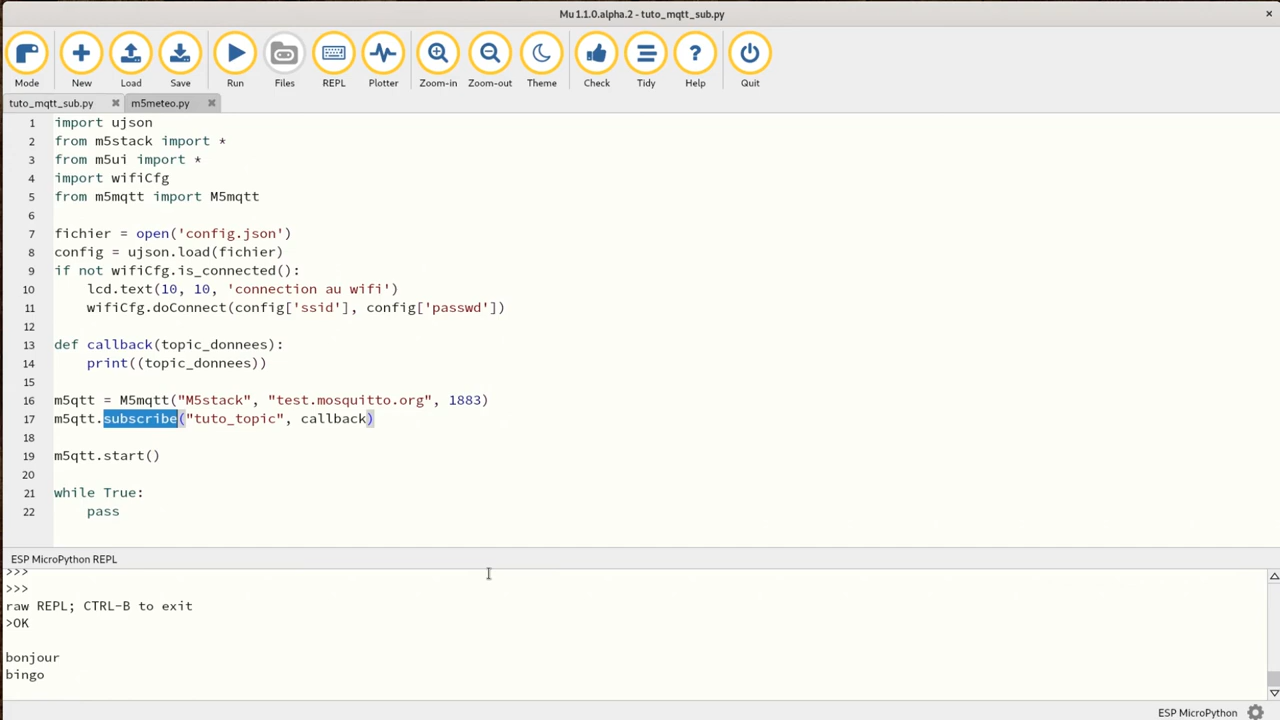 Mu 1.1.0.alpha.2 - tuto_mqtt_sub.py
Mode New Load Save Run Files REPL Plotter Zoom-in Zoom-out Theme Check Tidy Help Quit
tuto_mqtt_sub.py m5meteo.py
1 import ujson
2 from m5stack import *
3 from m5ui import *
4 import wifiCfg
5 from m5mqtt import M5mqtt
6
7 fichier = open('config.json')
8 config = ujson.load(fichier)
9 if not wifiCfg.is_connected():
10 lcd.text(10, 10, 'connection au wifi')
11 wifiCfg.doConnect(config['ssid'], config['passwd'])
12
13 def callback(topic_donnees):
14 print((topic_donnees))
15
16 m5qtt = M5mqtt("M5stack", "test.mosquitto.org", 1883)
17 m5qtt.subscribe("tuto_topic", callback)
18
19 m5qtt.start()
20
21 while True:
22 pass
ESP MicroPython REPL
>>>
>>>
raw REPL; CTRL-B to exit
>OK
bonjour
bingo
ESP MicroPython